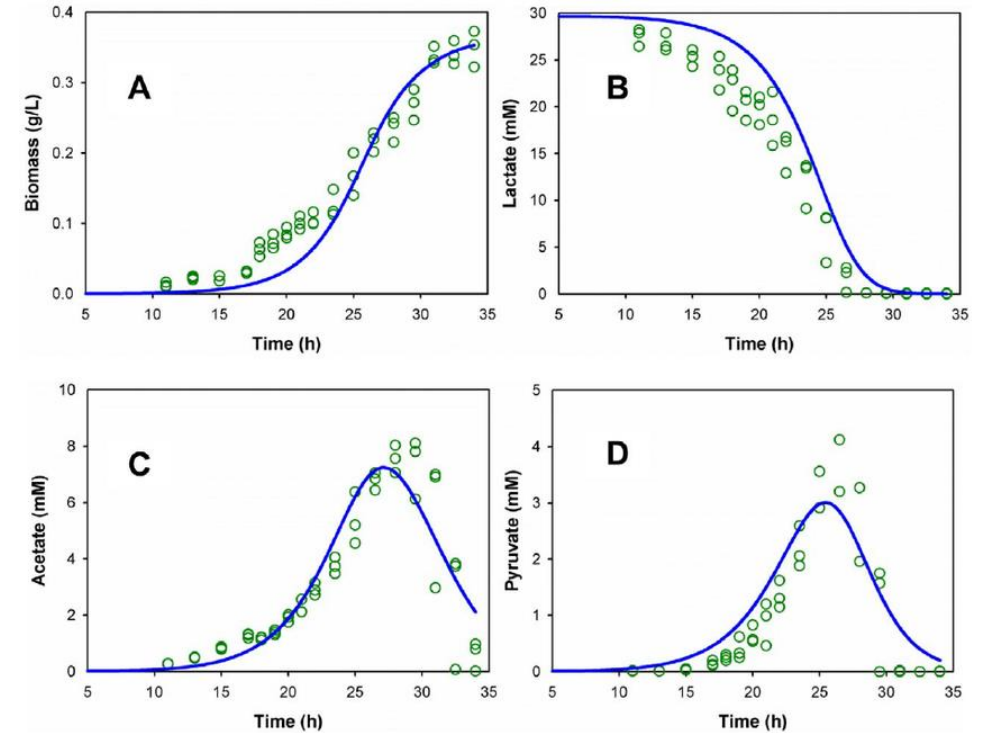 0.4
0.3
0.2
0.1
0.0
5 10 15 20 25 30 35
Biomass (g/L)
A
Time (h)
30
25
20
15
10
5
0
5 10 15 20 25 30 35
Lactate (mM)
B
Time (h)
10
8
6
4
2
0
5 10 15 20 25 30 35
Acetate (mM)
C
Time (h)
5
4
3
2
1
0
5 10 15 20 25 30 35
Pyruvate (mM)
D
Time (h)